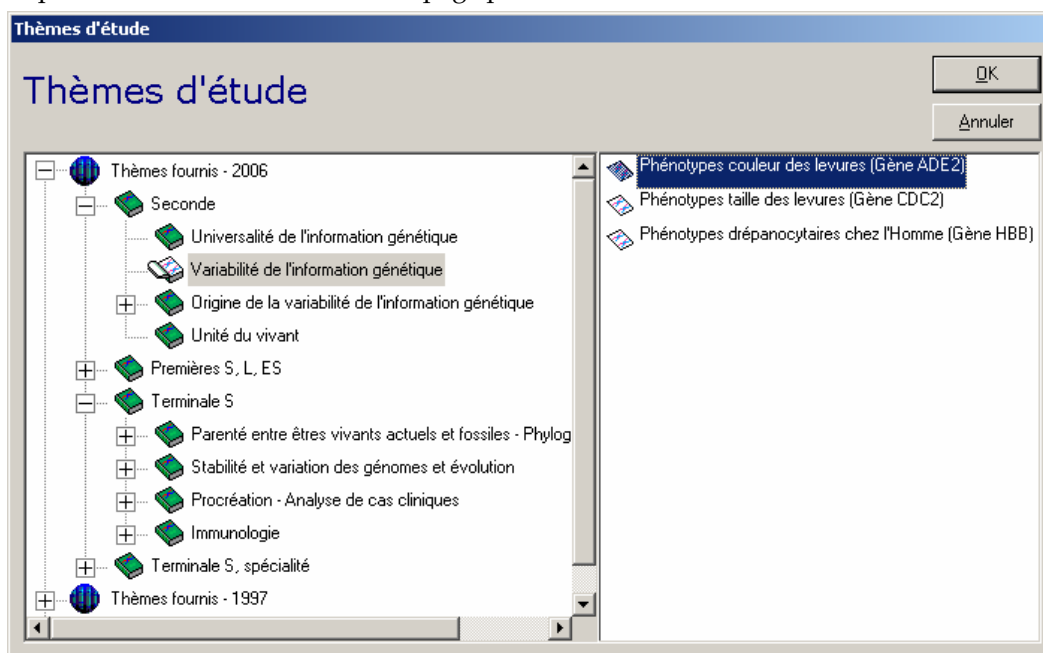 Thèmes d'étude
Thèmes d'étude
OK
Annuler
Thèmes fournis - 2006
Seconde
Universalité de l'information génétique
Variabilité de l'information génétique
Origine de la variabilité de l'information génétique
Unité du vivant
Premières S, L, ES
Terminale S
Parenté entre êtres vivants actuels et fossiles - Phylog
Stabilité et variation des génomes et évolution
Procréation - Analyse de cas cliniques
Immunologie
Terminale S, spécialité
Thèmes fournis - 1997
Phénotypes couleur des levures (Gène ADE2)
Phénotypes taille des levures (Gène CDC2)
Phénotypes drépanocytaires chez l'Homme (Gène HBB)